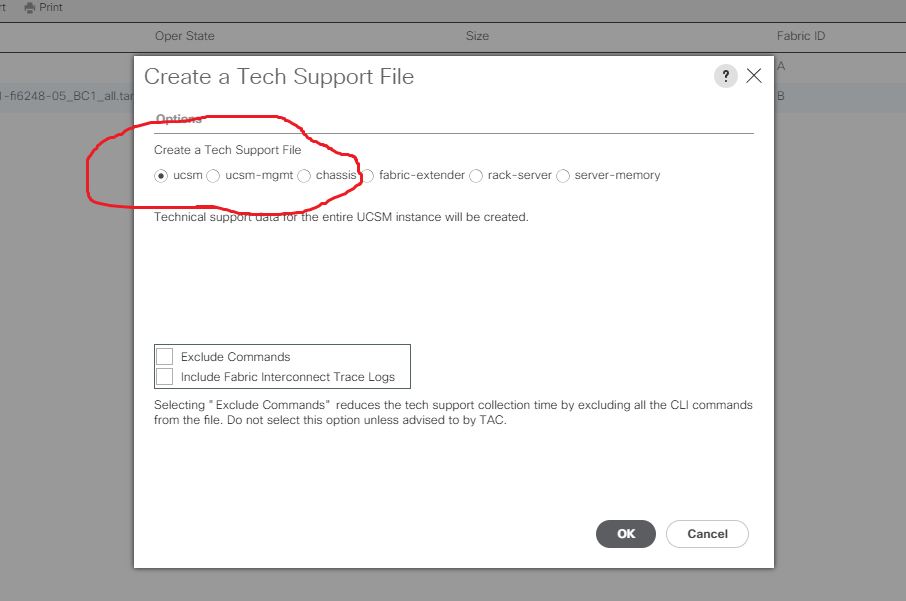 rt Print
Oper State Size Fabric ID
Create a Tech Support File ?
A
1-fi6248-05_BC1_all.tar B
Options
Create a Tech Support File
ucsm ucsm-mgmt chassis fabric-extender rack-server server-memory
Technical support data for the entire UCSM instance will be created.
Exclude Commands
Include Fabric Interconnect Trace Logs
Selecting "Exclude Commands" reduces the tech support collection time by excluding all the CLI commands
from the file. Do not select this option unless advised to by TAC.
OK Cancel